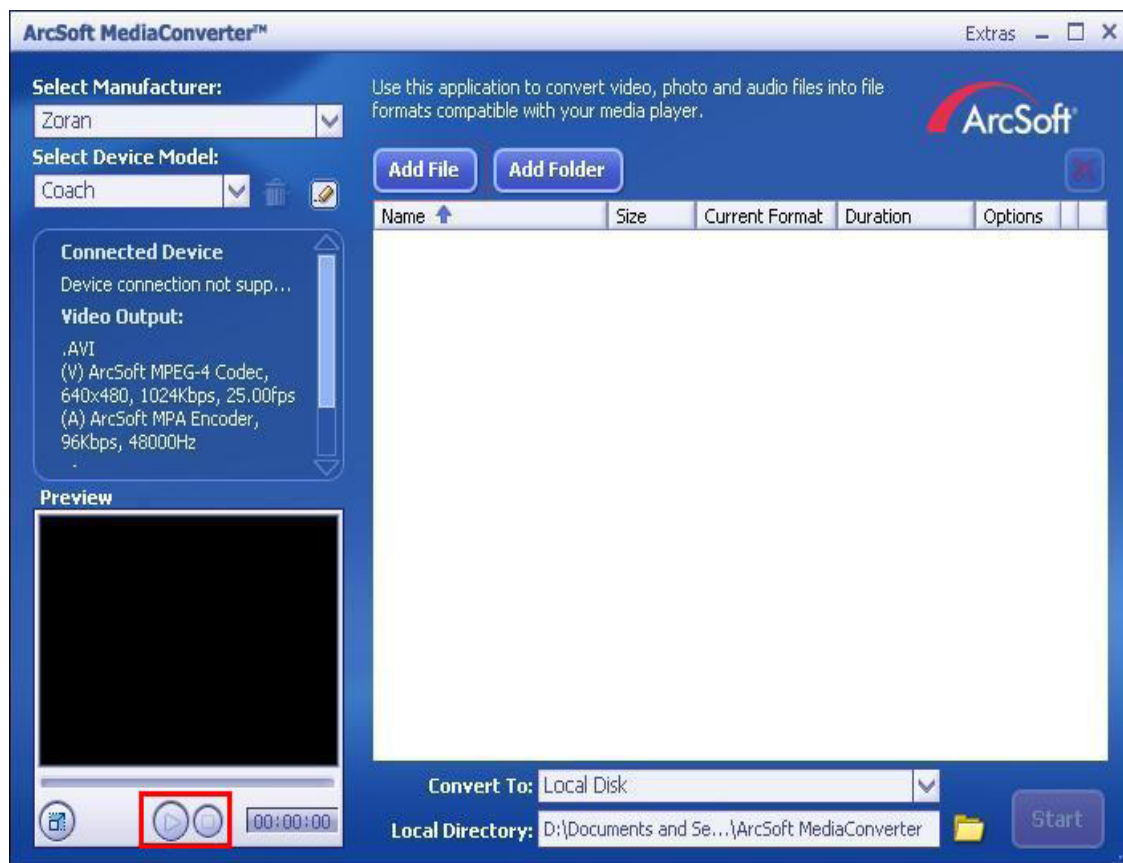 ArcSoft MediaConverter™
Extras
Select Manufacturer:
Zoran
Select Device Model:
Coach
Connected Device
Device connection not supp...
Video Output:
.AVI
(V) ArcSoft MPEG-4 Codec,
640x480, 1024Kbps, 25.00fps
(A) ArcSoft MPA Encoder,
96Kbps, 48000Hz
Preview
00:00:00
Use this application to convert video, photo and audio files into file
formats compatible with your media player.
ArcSoft
Add File Add Folder
Name Size Current Format Duration Options
Convert To: Local Disk
Local Directory: D:\Documents and Se...\ArcSoft MediaConverter
Start